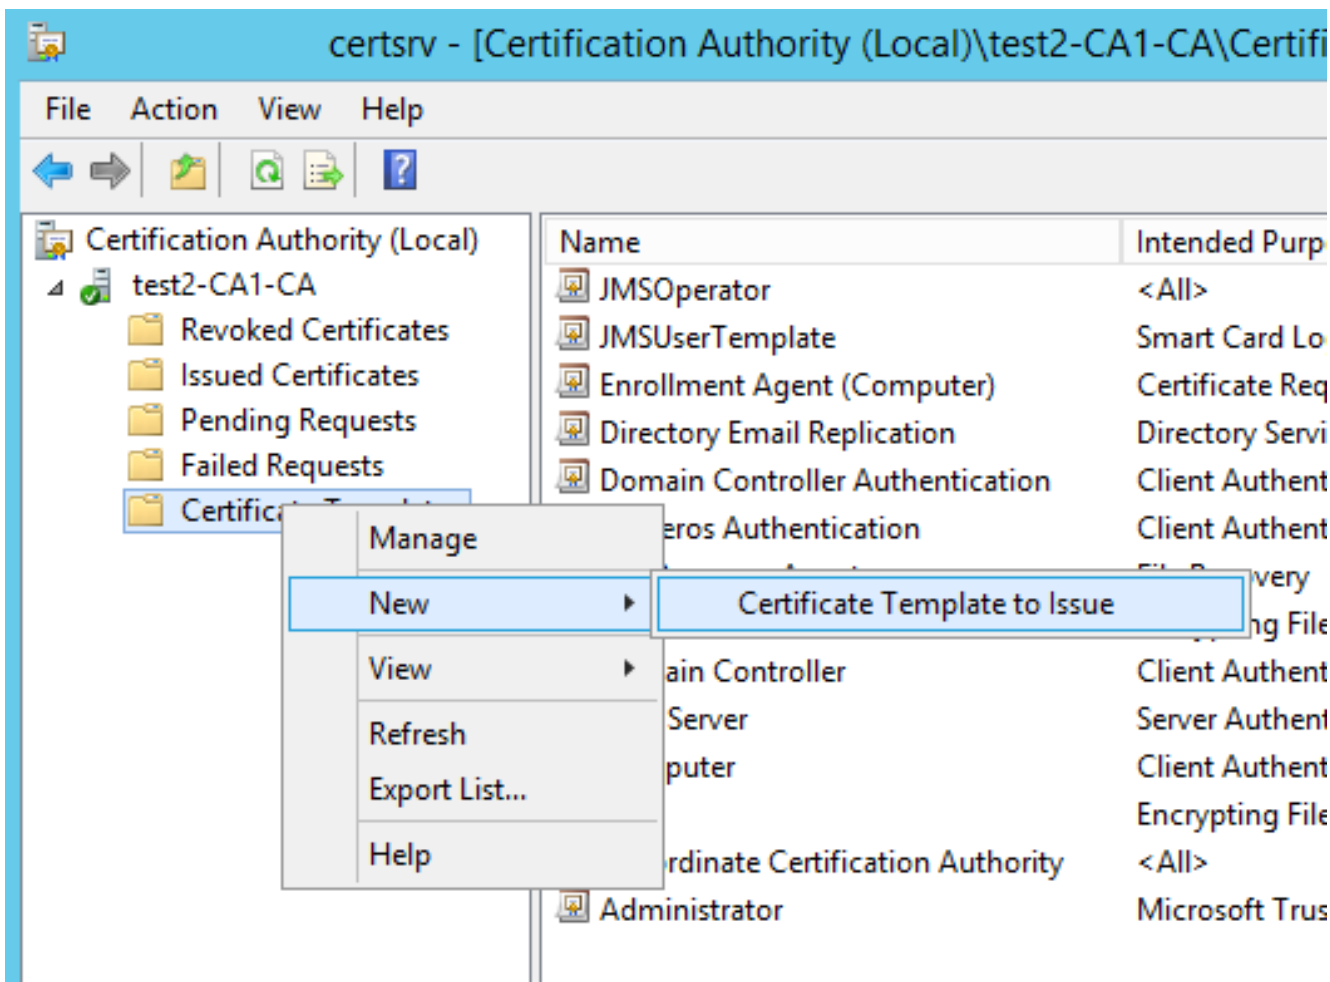 certsrv - [Certification Authority (Local)\test2-CA1-CA\Certifi
File Action View Help
Certification Authority (Local)
test2-CA1-CA
Revoked Certificates
Issued Certificates
Pending Requests
Failed Requests
Manage
New
View
Refresh
Export List...
Help
Certificate Template to Issue
Name Intended Purp
JMSOperator <All>
JMSUserTemplate Smart Card Lo
Enrollment Agent (Computer) Certificate Req
Directory Email Replication Directory Servi
Domain Controller Authentication Client Authent
eros Authentication Client Authent
very
ng File
ain Controller Client Authent
Server Server Authent
puter Client Authent
Encrypting File
rdinate Certification Authority <All>
Administrator Microsoft Trus